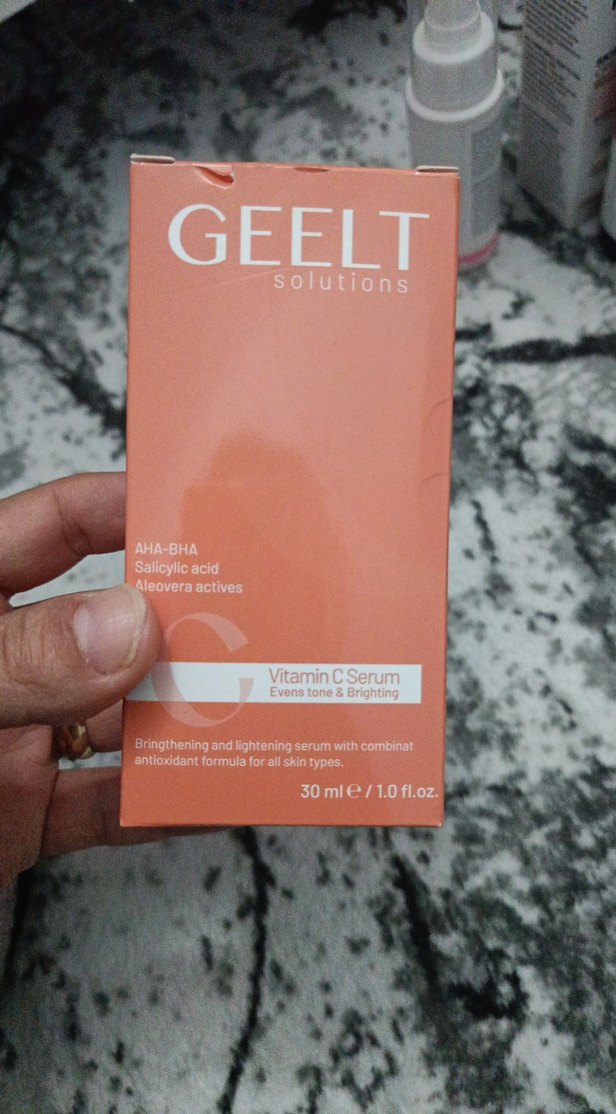 GEELT
solutions
AHA-BHA
Salicylic acid
Aleovera actives
C
Vitamin C Serum
Evens tone & Brighting
Bringthening and lightening serum with combinat
antioxidant formula for all skin types.
30 ml ℮ / 1.0 fl.oz.